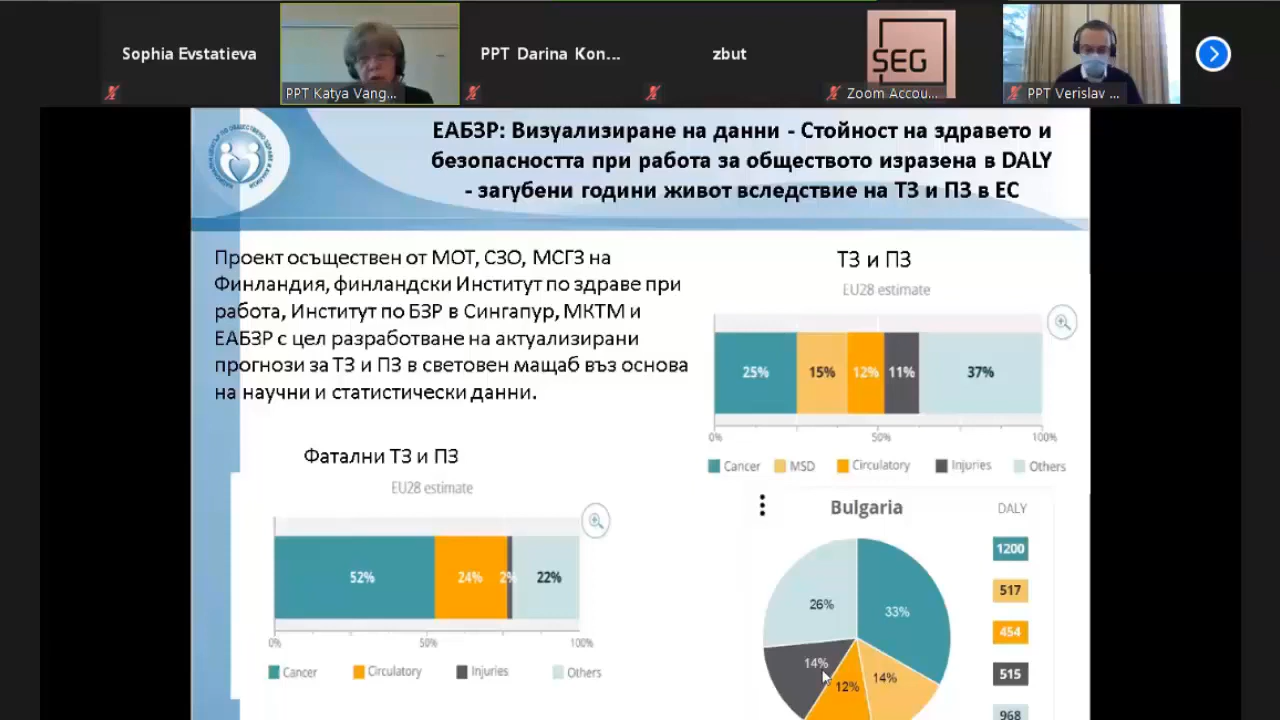 Sophia Evstatieva
PPT Katya Vang...
PPT Darina Kon...
zbut
SEG
Zoom Accou...
PPT Verislav ...
ЕАБЗР: Визуализиране на данни - Стойност на здравето и
безопасността при работа за обществото изразена в DALY
- загубени години живот вследствие на ТЗ и ПЗ в ЕС
Проект осъществен от МОТ, СЗО, МСГЗ на
Финландия, финландски Институт по здраве при
работа, Институт по БЗР в Сингапур, МКТМ и
ЕАБЗР с цел разработване на актуализирани
прогнози за ТЗ и ПЗ в световен мащаб въз основа
на научни и статистически данни.
ТЗ и ПЗ
EU28 estimate
25% 15% 12% 11% 37%
0% 50% 100%
Cancer MSD Circulatory Injuries Others
Фатални ТЗ и ПЗ
EU28 estimate
52% 24% 2% 22%
0% 50% 100%
Cancer Circulatory Injuries Others
Bulgaria
DALY
33%
14%
12%
14%
26%
1200
517
454
515
968